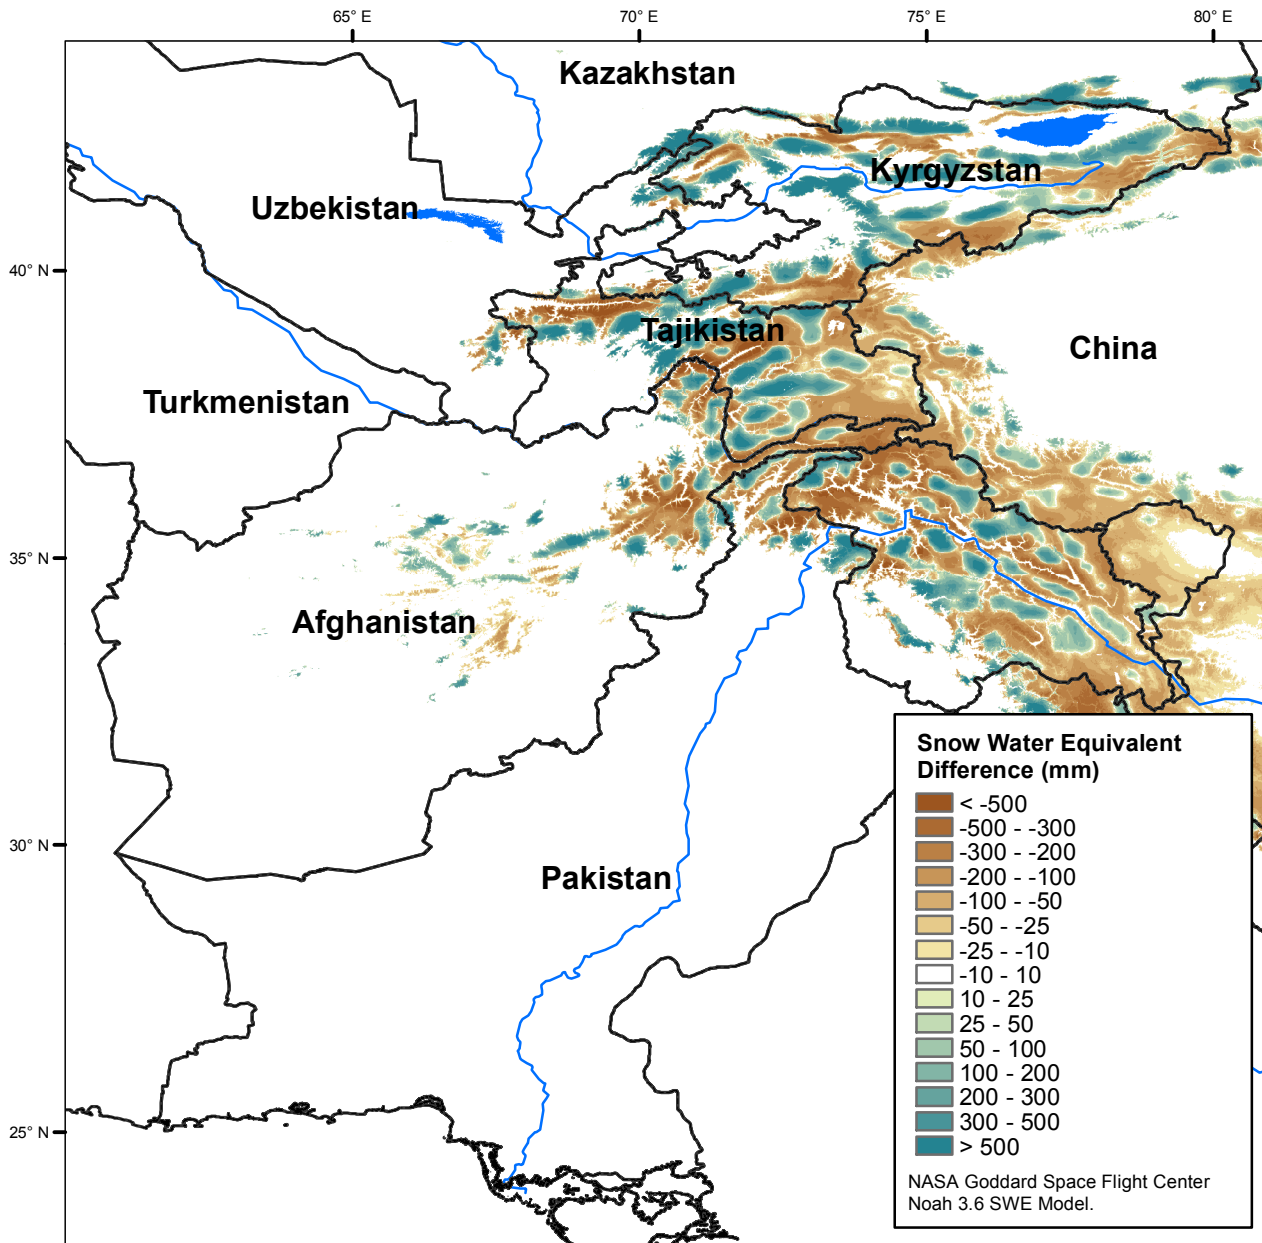 65° E
70° E
75° E
80° E
Kazakhstan
Kyrgyzstan
Uzbekistan
40° N
Tajikistan
China
Turkmenistan
35° N
Afghanistan
Snow Water Equivalent
Difference (mm)
< -500
-500 - -300
-300 - -200
-200 - -100
-100 - -50
-50 - -25
-25 - -10
-10 - 10
10 - 25
25 - 50
50 - 100
100 - 200
200 - 300
300 - 500
> 500
NASA Goddard Space Flight Center
Noah 3.6 SWE Model.
30° N
Pakistan
25° N